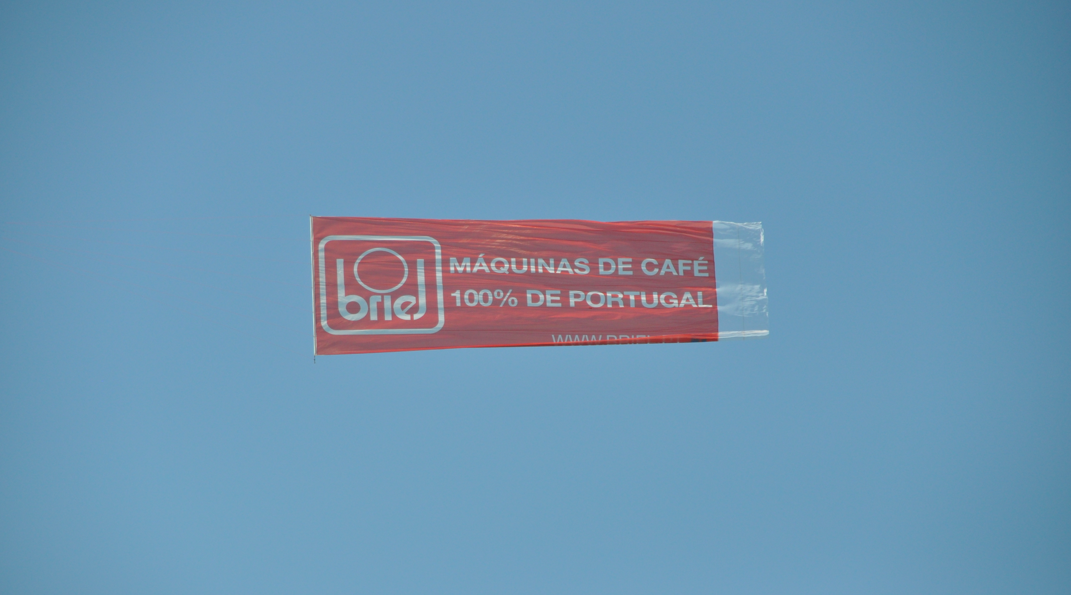 briel
MÁQUINAS DE CAFÉ
100% DE PORTUGAL